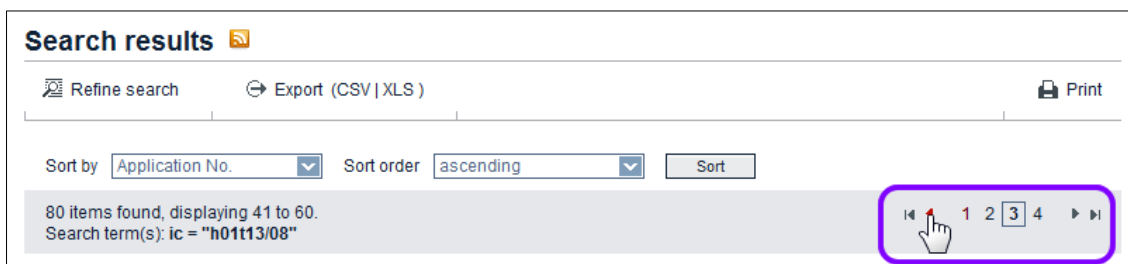 Search results
Refine search Export (CSV | XLS ) Print
Sort by Application No. Sort order ascending Sort
80 items found, displaying 41 to 60. 1 2 3 4
Search term(s): ic = "h01t13/08"